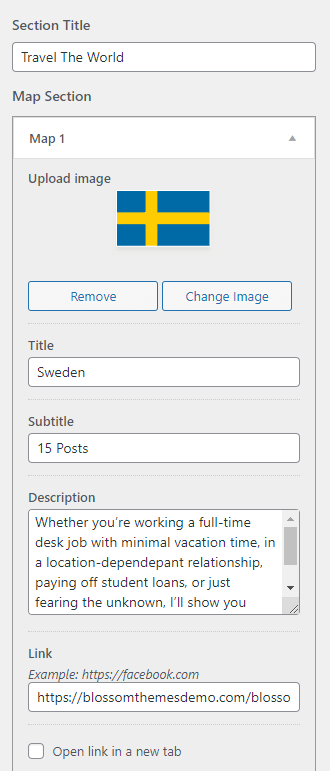 Section Title
Travel The World
Map Section
Map 1
Upload image
Remove
Change Image
Title
Sweden
Subtitle
15 Posts
Description
Whether you're working a full-time
desk job with minimal vacation time, in
a location-dependepant relationship,
paying off student loans, or just
fearing the unknown, I'll show you
Link
Example: https://facebook.com
https://blossomthemesdemo.com/blosso
Open link in a new tab